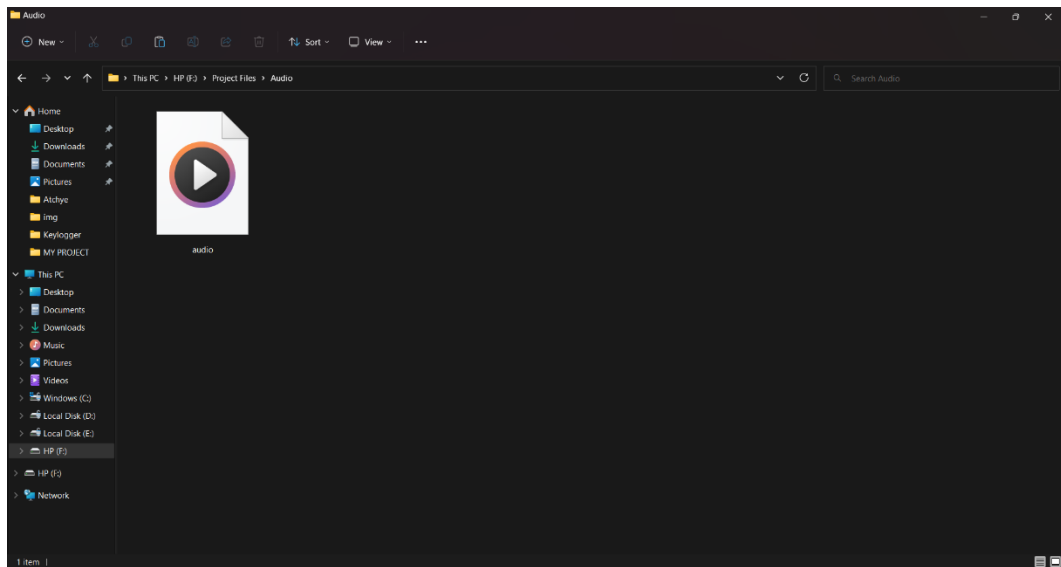 Audio
New
Sort
View
This PC > HP (F:) > Project Files > Audio
Search Audio
Home
Desktop
Downloads
Documents
Pictures
Atchye
img
Keylogger
MY PROJECT
This PC
Desktop
Documents
Downloads
Music
Pictures
Videos
Windows (C:)
Local Disk (D:)
Local Disk (E:)
HP (F:)
HP (F:)
Network
audio
1 item